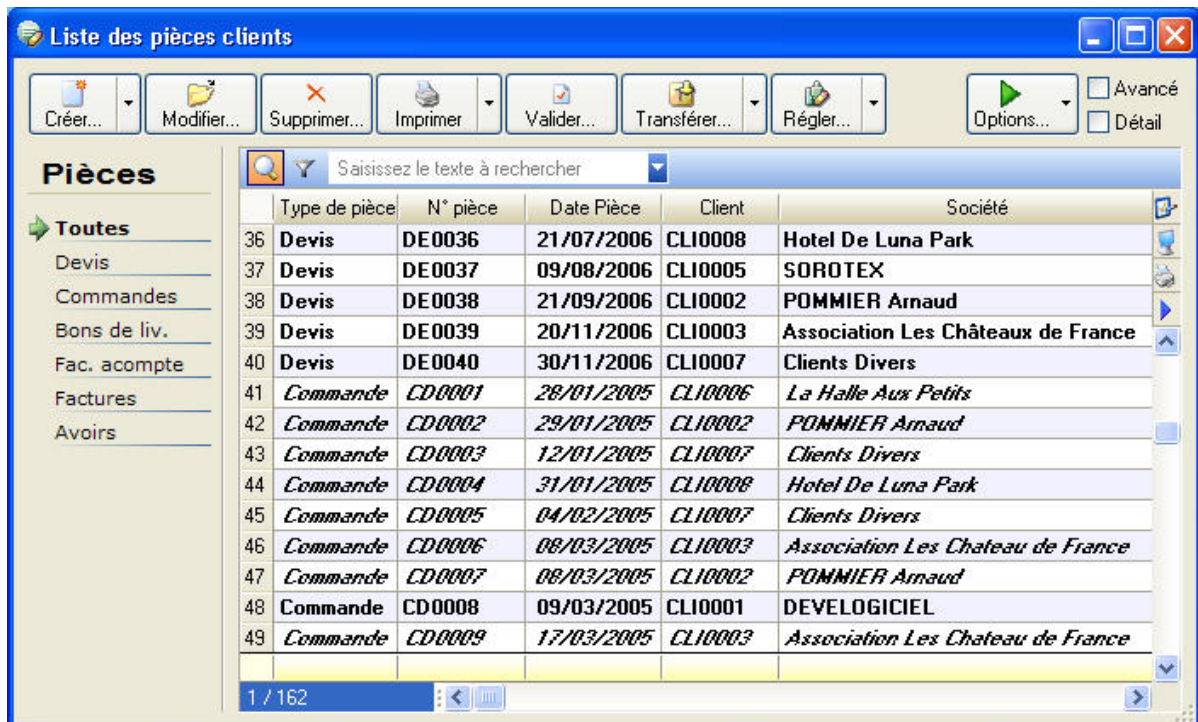 Liste des pièces clients
Créer... Modifier... Supprimer... Imprimer Valider... Transférer... Régler... Options... Avancé
Détail
Pièces
Saisissez le texte à rechercher
Toutes
Devis
Commandes
Bons de liv.
Fac. acompte
Factures
Avoirs
Type de pièce N° pièce Date Pièce Client Société
36 Devis DE0036 21/07/2006 CLI0008 Hotel De Luna Park
37 Devis DE0037 09/08/2006 CLI0005 SOROTEX
38 Devis DE0038 21/09/2006 CLI0002 POMMIER Arnaud
39 Devis DE0039 20/11/2006 CLI0003 Association Les Châteaux de France
40 Devis DE0040 30/11/2006 CLI0007 Clients Divers
41 Commande CD0001 28/01/2005 CLI0006 La Halle Aux Petits
42 Commande CD0002 29/01/2005 CLI0002 POMMIER Arnaud
43 Commande CD0003 12/01/2005 CLI0007 Clients Divers
44 Commande CD0004 31/01/2005 CLI0008 Hotel De Luna Park
45 Commande CD0005 04/02/2005 CLI0007 Clients Divers
46 Commande CD0006 08/03/2005 CLI0003 Association Les Chateau de France
47 Commande CD0007 08/03/2005 CLI0002 POMMIER Arnaud
48 Commande CD0008 09/03/2005 CLI0001 DEVELOGICIEL
49 Commande CD0009 17/03/2005 CLI0003 Association Les Chateau de France
1 / 162